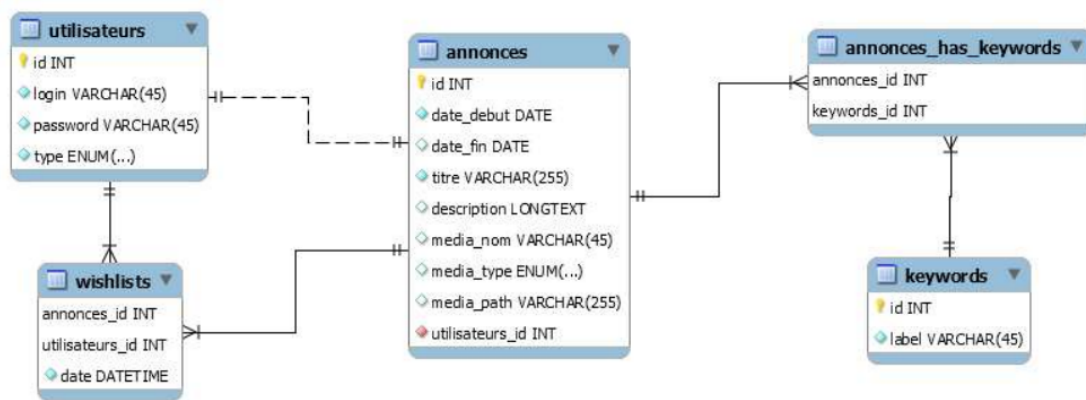 utilisateurs
id INT
login VARCHAR(45)
password VARCHAR(45)
type ENUM(...)
annonces
id INT
date_debut DATE
date_fin DATE
titre VARCHAR(255)
description LONGTEXT
media_nom VARCHAR(45)
media_type ENUM(...)
media_path VARCHAR(255)
utilisateurs_id INT
annonces_has_keywords
annonces_id INT
keywords_id INT
wishlists
annonces_id INT
utilisateurs_id INT
date DATETIME
keywords
id INT
label VARCHAR(45)